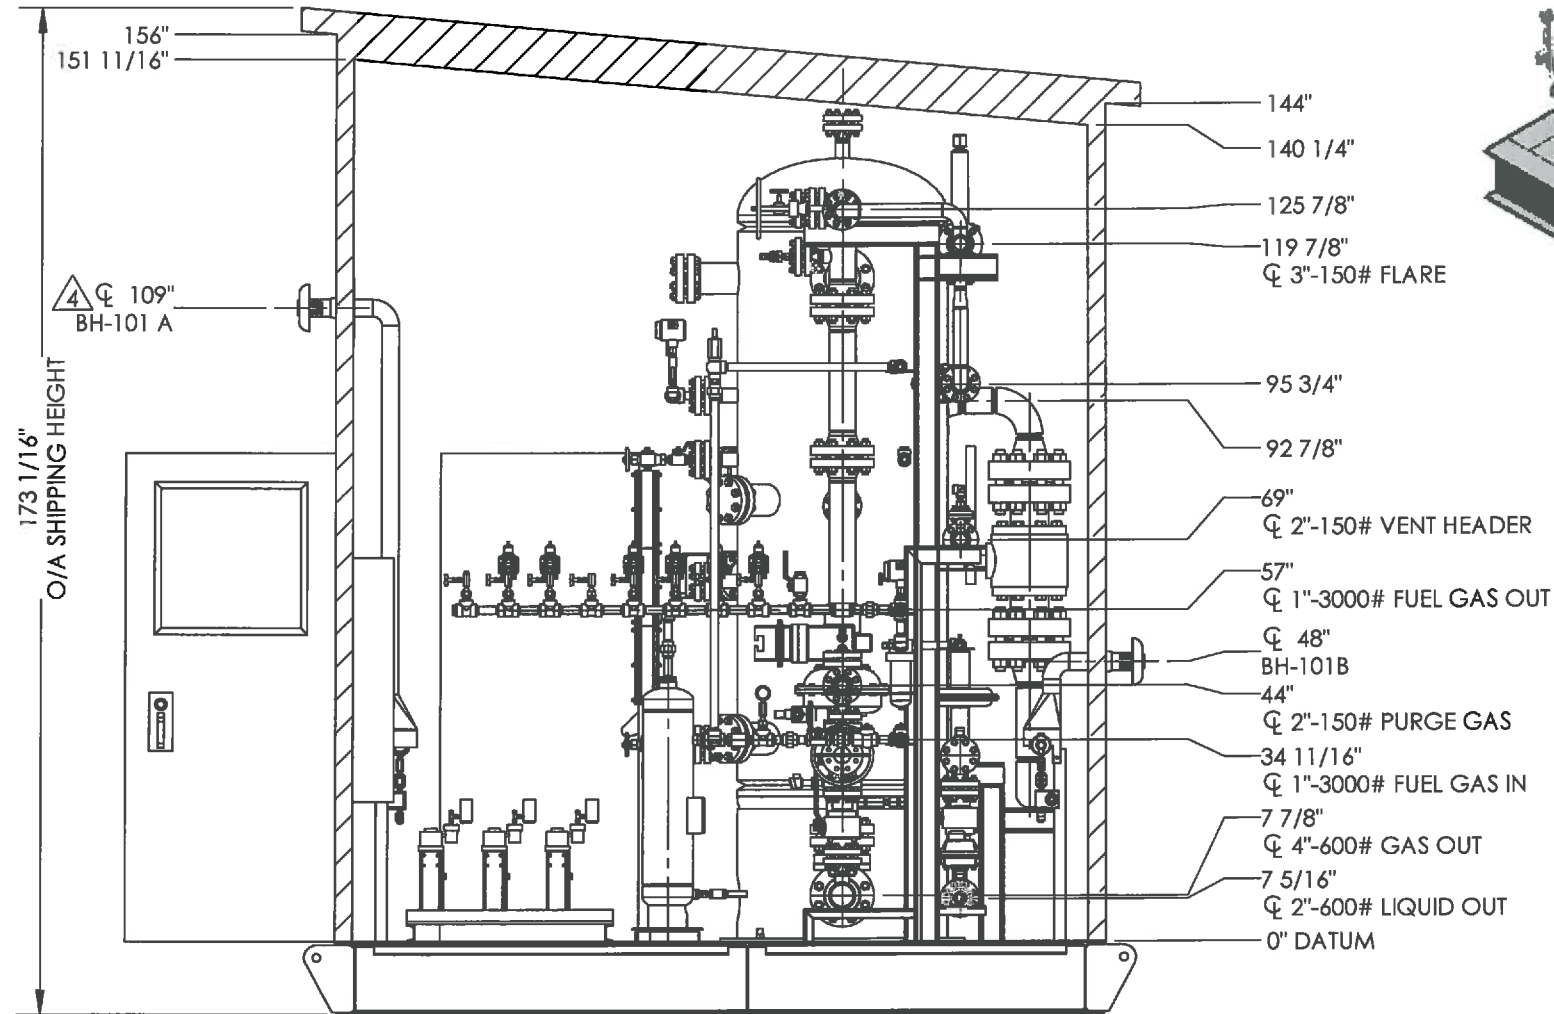 156"
151 11/16"
4 ℄ 109"
BH-101 A
173 1/16"
O/A SHIPPING HEIGHT
144"
140 1/4"
125 7/8"
119 7/8"
℄ 3"-150# FLARE
95 3/4"
92 7/8"
69"
℄ 2"-150# VENT HEADER
57"
℄ 1"-3000# FUEL GAS OUT
℄ 48"
BH-101B
44"
℄ 2"-150# PURGE GAS
34 11/16"
℄ 1"-3000# FUEL GAS IN
7 7/8"
℄ 4"-600# GAS OUT
7 5/16"
℄ 2"-600# LIQUID OUT
0" DATUM